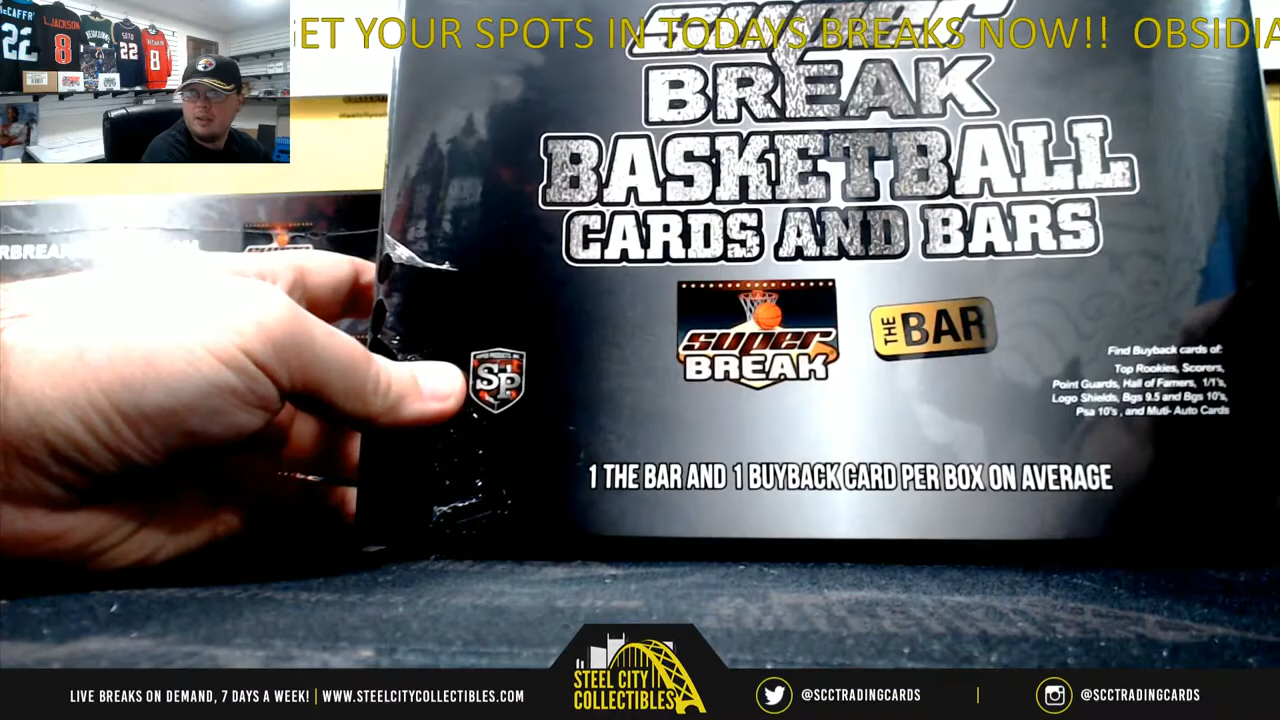 ET YOUR SPOTS IN TODAYS BREAKS NOW!! OBSIDIA
McCAFFR
22
L.JACKSON
8
SOTO
22
8
SUPER
BREAK
BASKETBALL
CARDS AND BARS
SUPER
BREAK
THE BAR
SP
Find Buyback cards of:
Top Rookies, Scorers,
Point Guards, Hall of Famers, 1/1's,
Logo Shields, Bgs 9.5 and Bgs 10's,
Psa 10's , and Muti- Auto Cards
1 THE BAR AND 1 BUYBACK CARD PER BOX ON AVERAGE
LIVE BREAKS ON DEMAND, 7 DAYS A WEEK! | WWW.STEELCITYCOLLECTIBLES.COM
STEEL CITY
COLLECTIBLES
@SCCTRADINGCARDS | @SCCTRADINGCARDS